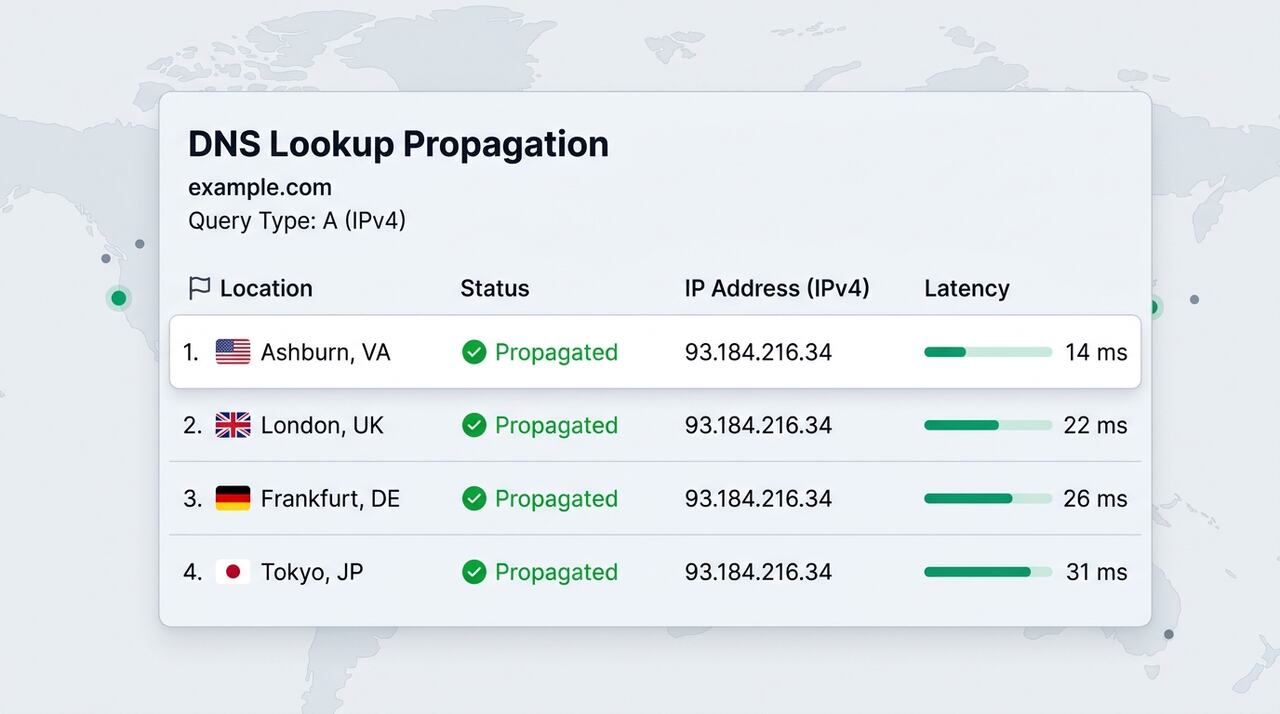 DNS Lookup Propagation
example.com
Query Type: A (IPv4)
Location Status IP Address (IPv4) Latency
1. Ashburn, VA Propagated 93.184.216.34 14 ms
2. London, UK Propagated 93.184.216.34 22 ms
3. Frankfurt, DE Propagated 93.184.216.34 26 ms
4. Tokyo, JP Propagated 93.184.216.34 31 ms